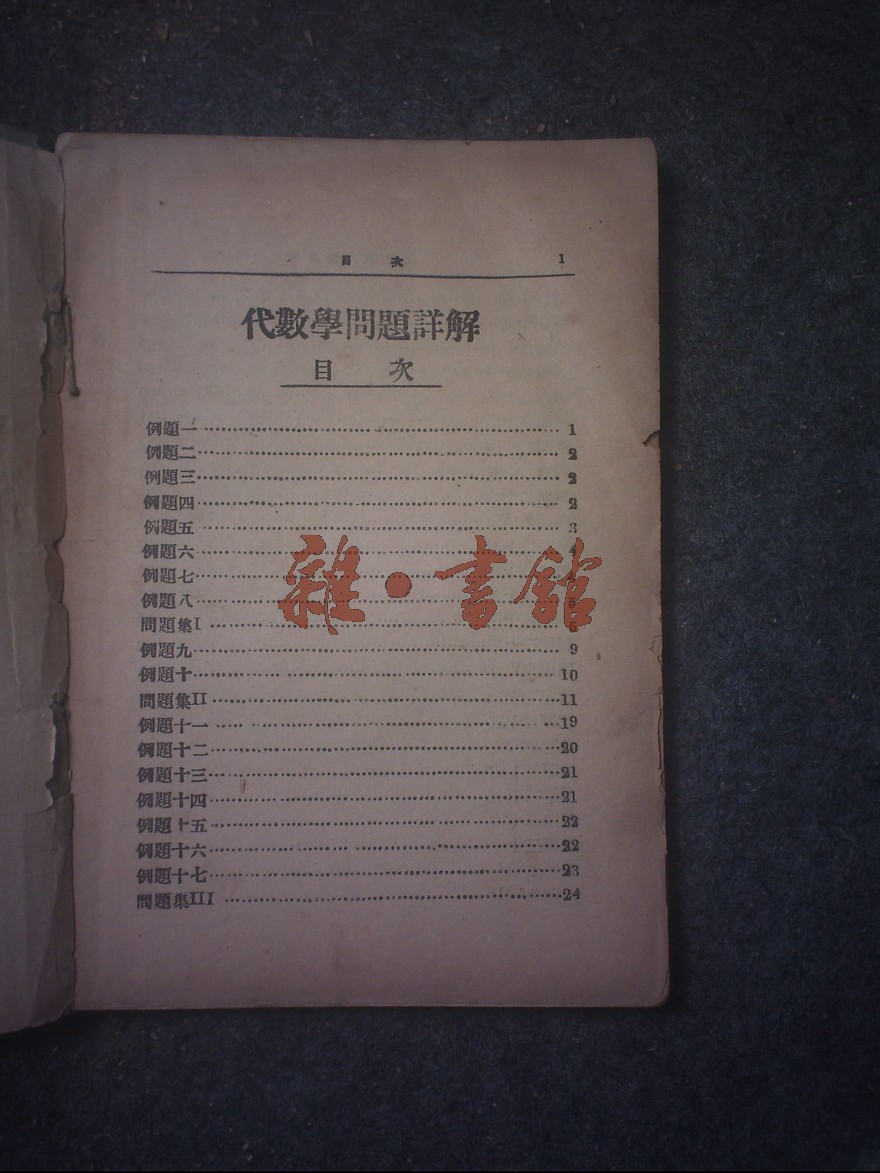 目 次 1
代數學問題詳解
目 次
例題一 1
例題二 2
例題三 2
例題四 2
例題五 3
例題六 4
例題七
例題八
問題集I
例題九 9
例題十 10
問題集II 11
例題十一 19
例題十二 20
例題十三 21
例題十四 21
例題十五 22
例題十六 22
例題十七 23
問題集III 24
雜·書館